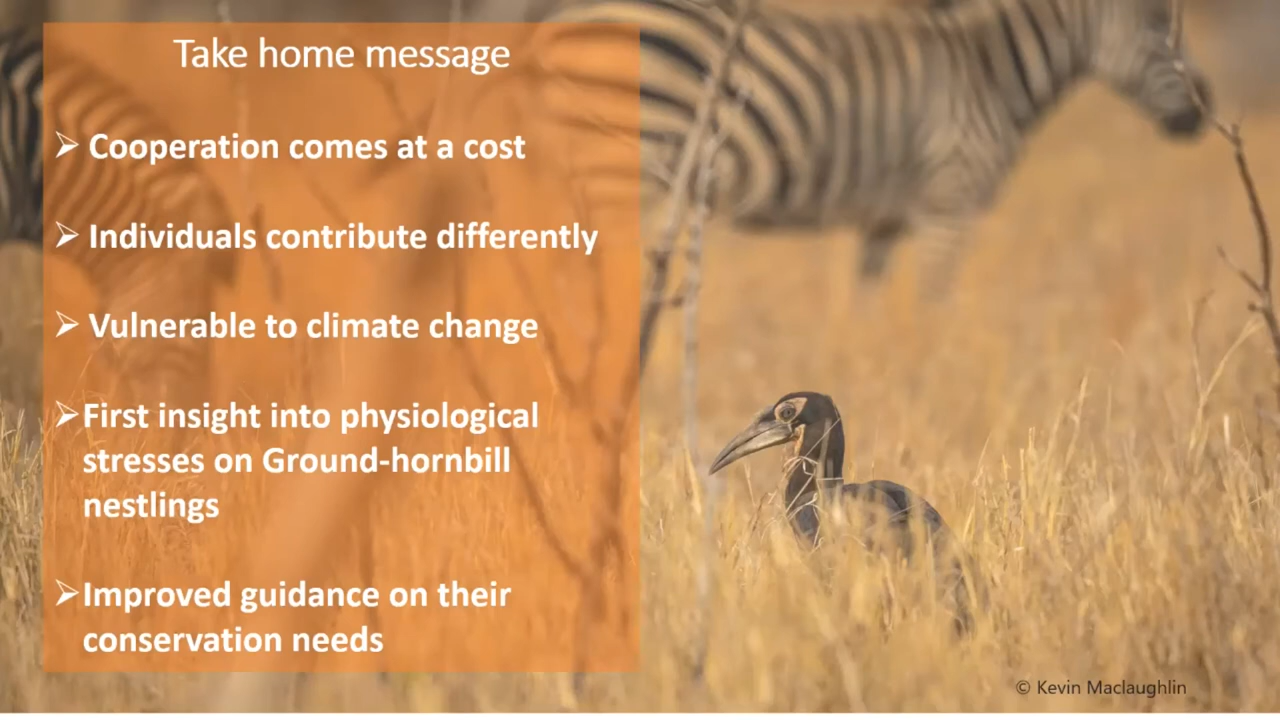 Take home message
➢ Cooperation comes at a cost
➢ Individuals contribute differently
➢ Vulnerable to climate change
➢ First insight into physiological
stresses on Ground-hornbill
nestlings
➢ Improved guidance on their
conservation needs
© Kevin Maclaughlin